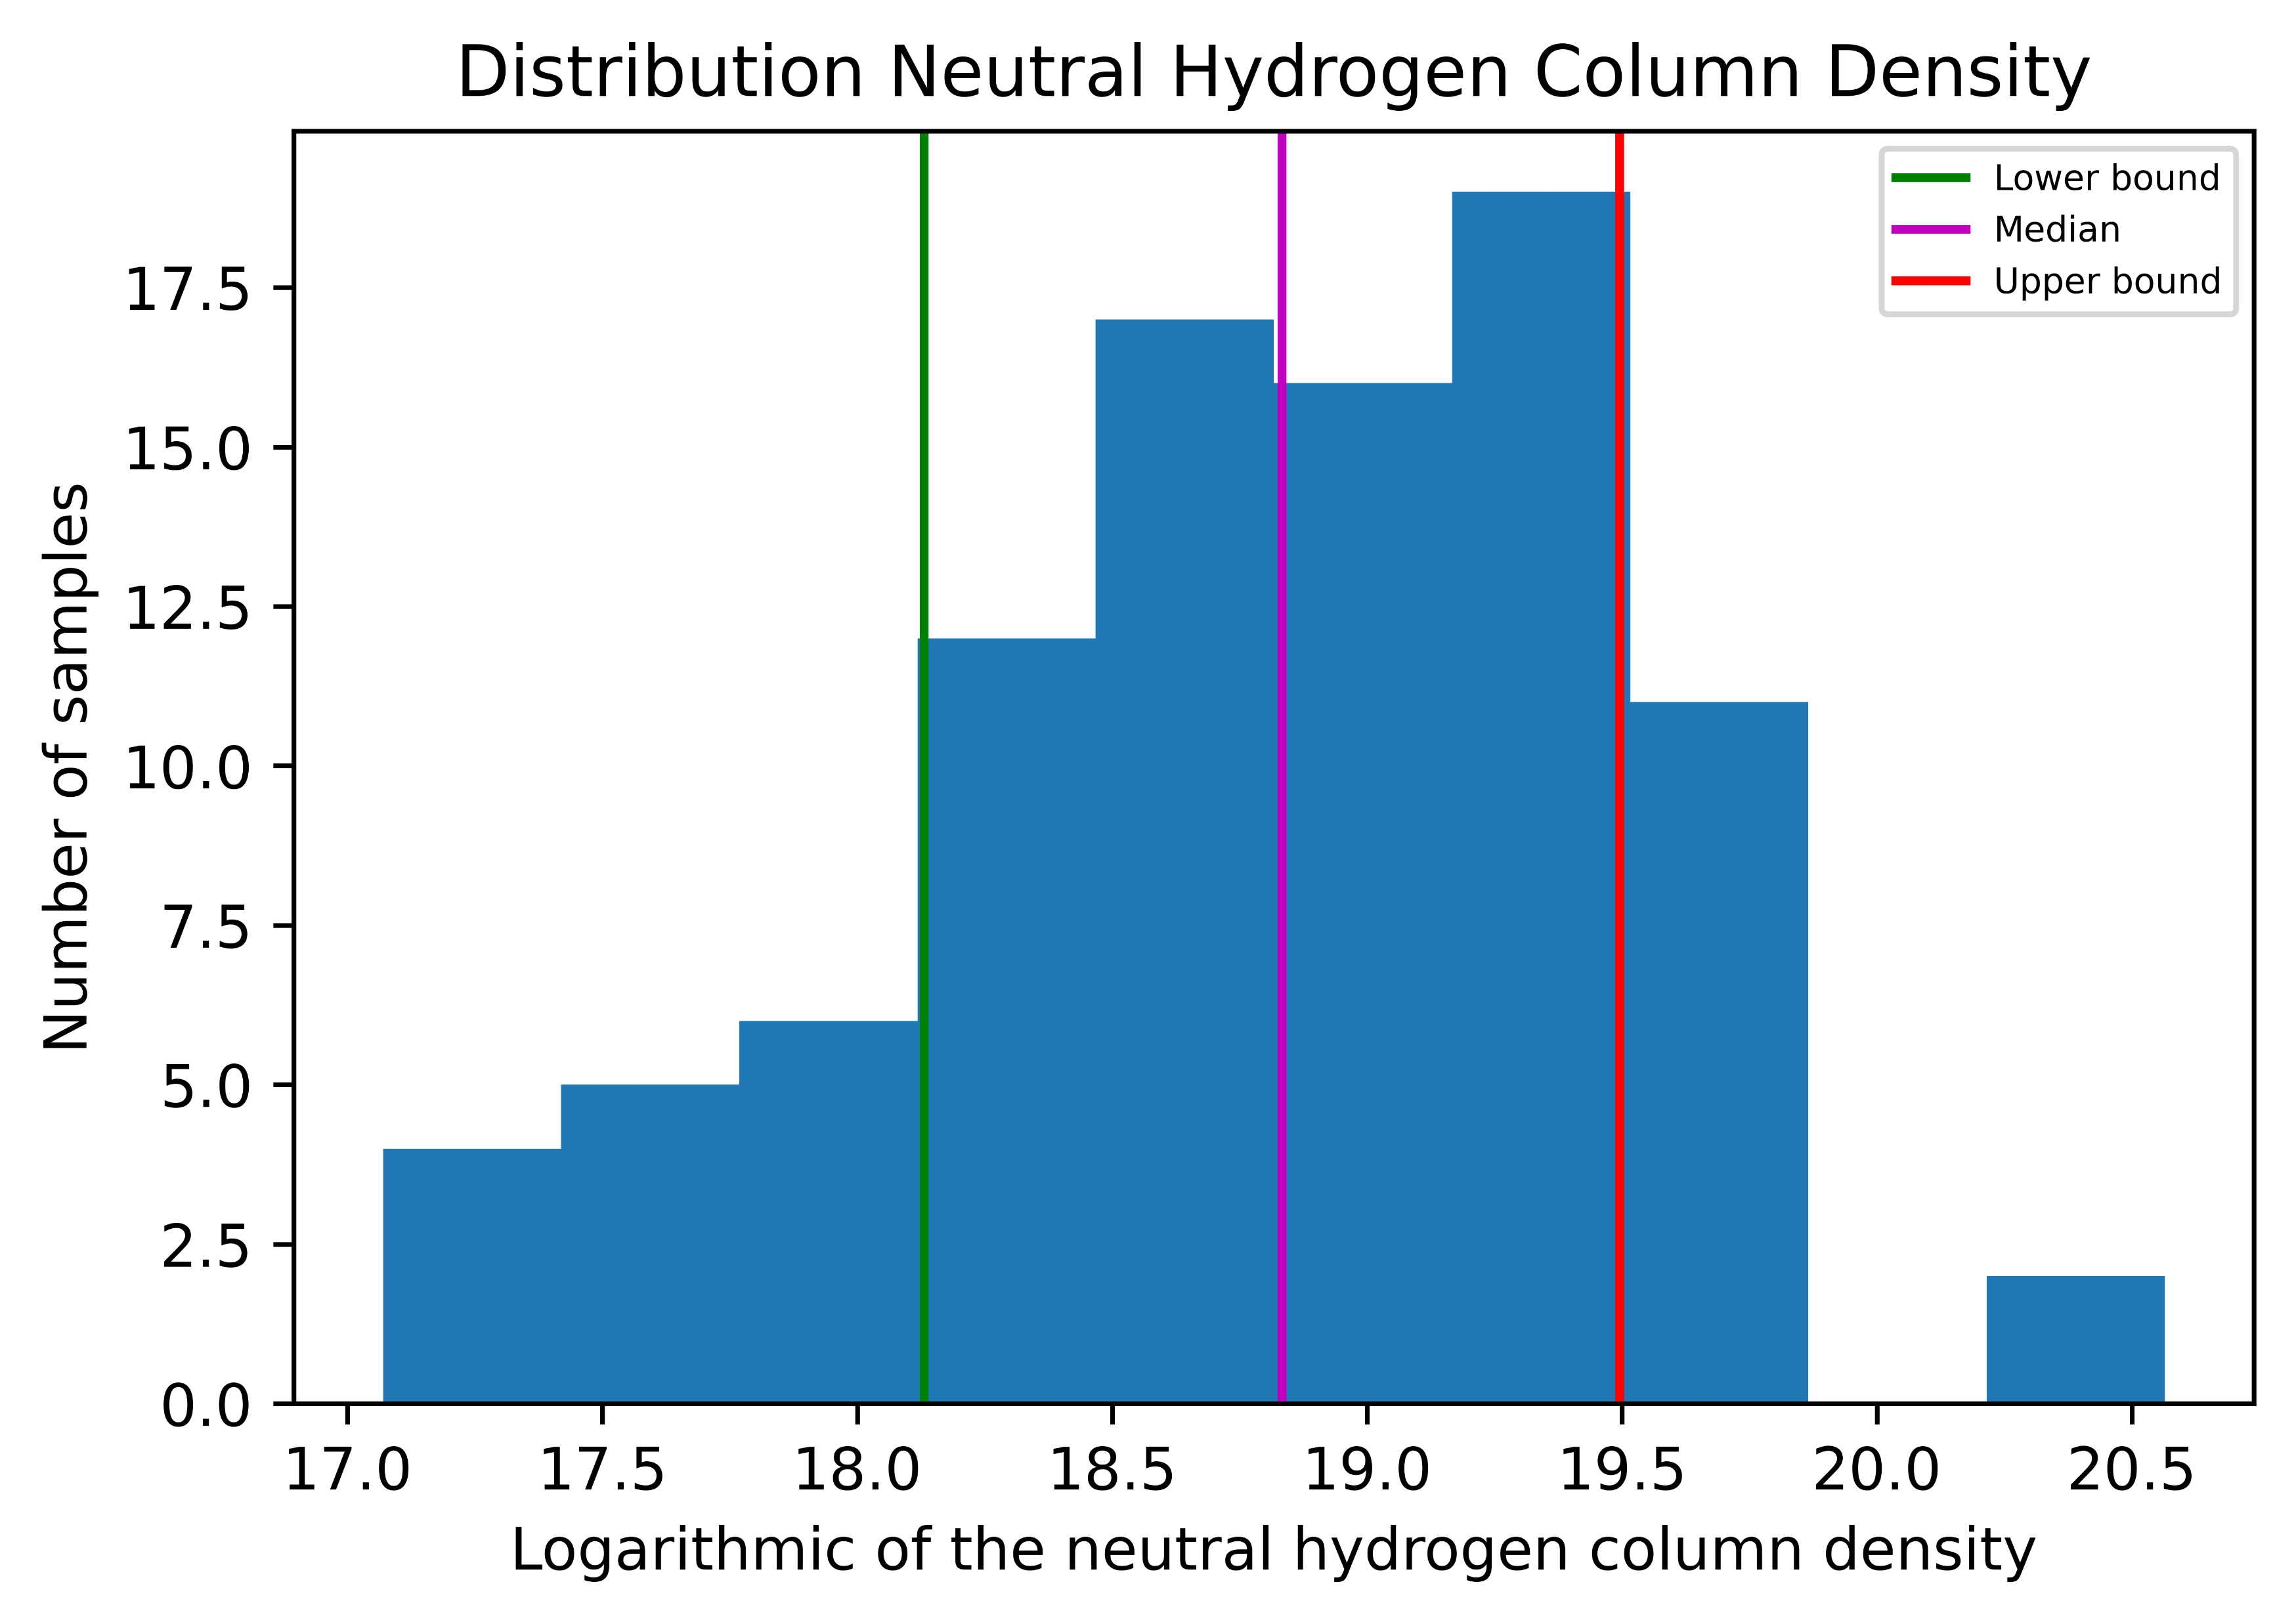 Distribution Neutral Hydrogen Column Density
Lower bound
Median
Upper bound
17.5
15.0
12.5
10.0
7.5
5.0
2.5
0.0
Number of samples
17.0 17.5 18.0 18.5 19.0 19.5 20.0 20.5
Logarithmic of the neutral hydrogen column density